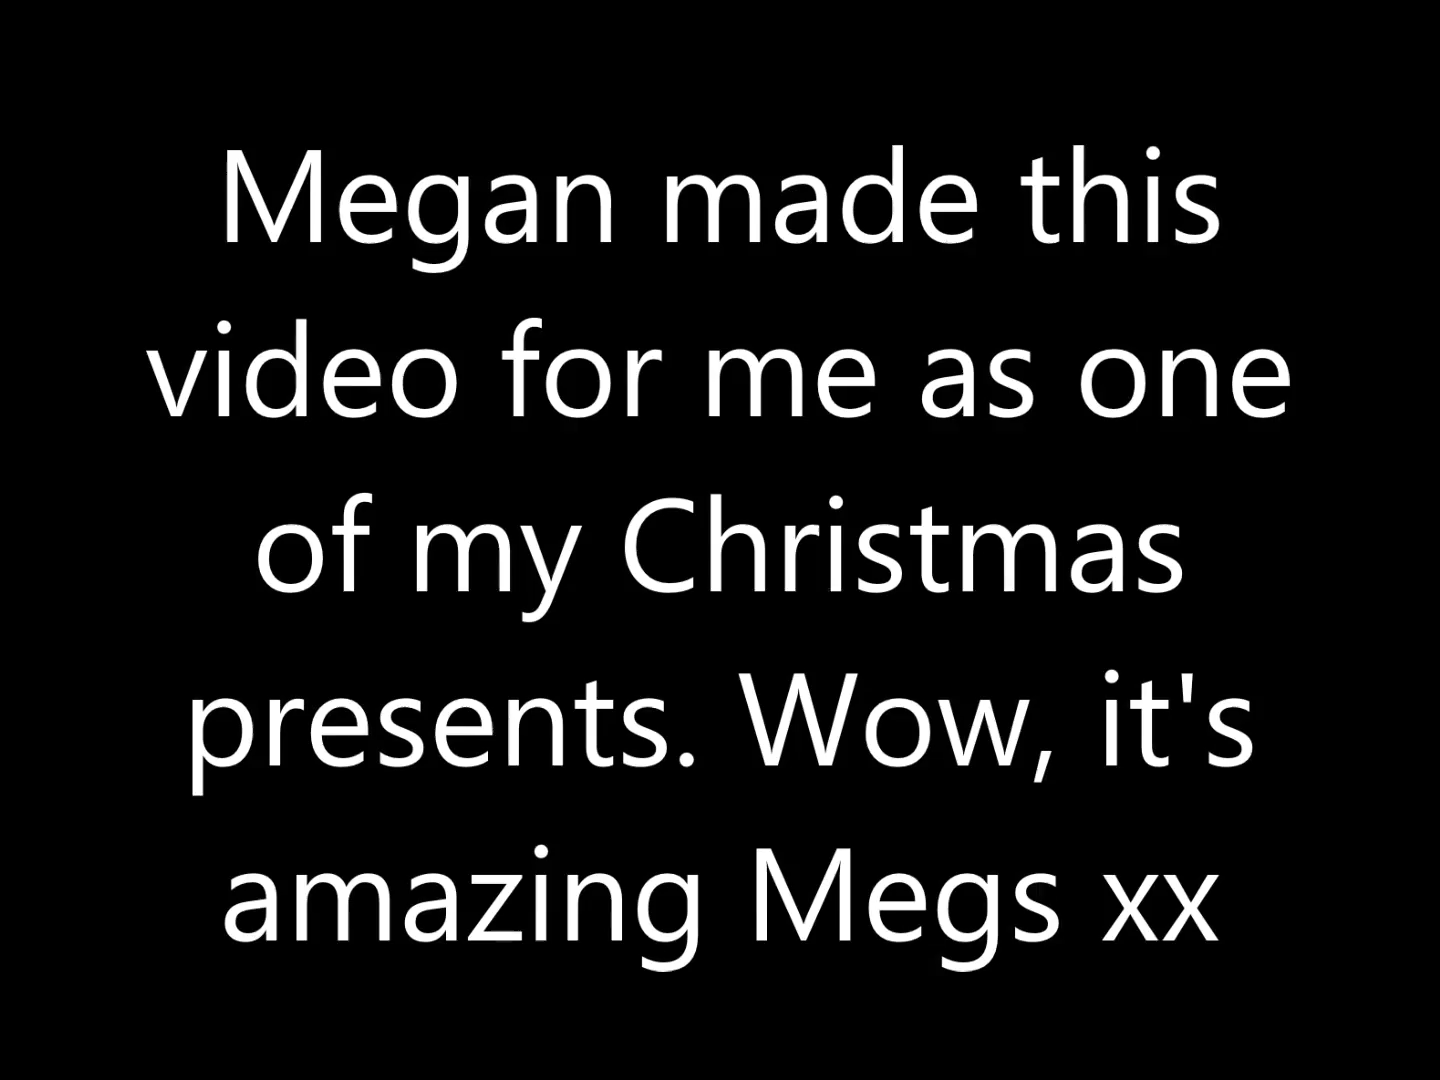 Megan made this
video for me as one
of my Christmas
presents. Wow, it's
amazing Megs xx